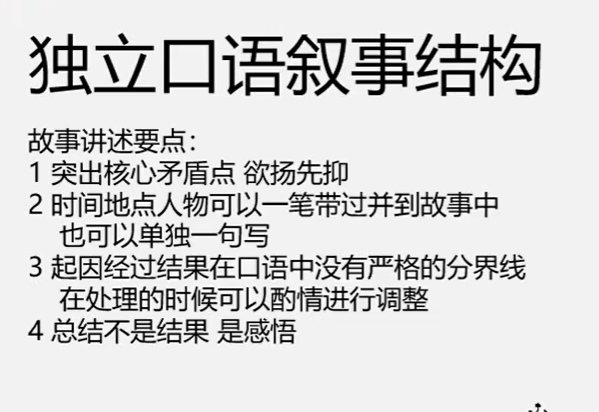 独立口语叙事结构
故事讲述要点：
1 突出核心矛盾点 欲扬先抑
2 时间地点人物可以一笔带过并到故事中
也可以单独一句写
3 起因经过结果在口语中没有严格的分界线
在处理的时候可以酌情进行调整
4 总结不是结果 是感悟